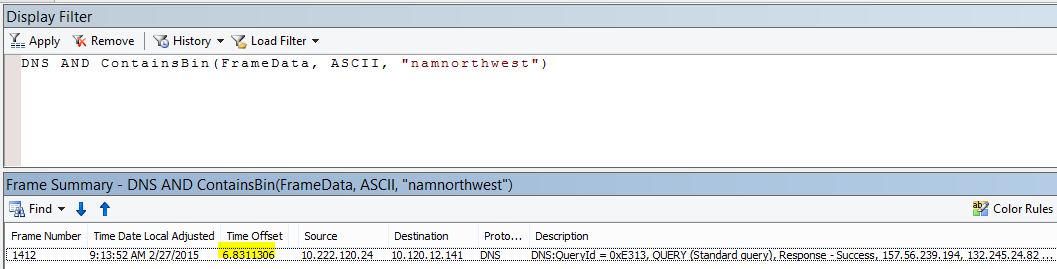 Display Filter
Apply Remove History Load Filter
DNS AND ContainsBin(FrameData, ASCII, "namnorthwest")
Frame Summary - DNS AND ContainsBin(FrameData, ASCII, "namnorthwest")
Find Color Rules
Frame Number Time Date Local Adjusted Time Offset Source Destination Proto... Description
1412 9:13:52 AM 2/27/2015 6.8311306 10.222.120.24 10.120.12.141 DNS DNS:QueryId = 0xE313, QUERY (Standard query), Response - Success, 157.56.239.194, 132.245.24.82 ...